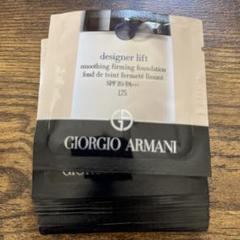 designer lift
smoothing firming foundation
fond de teint fermeté lissant
SPF 20/PA+++
GIORGIO ARMANI